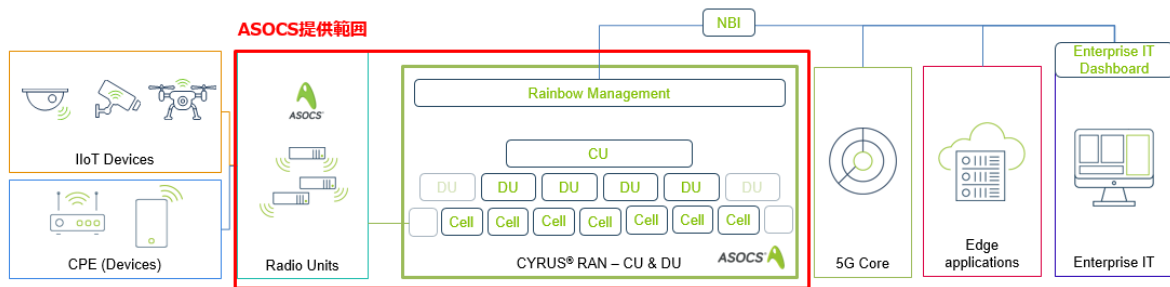 ASOCS提供範囲
NBI
Enterprise IT
Dashboard
Rainbow Management
ASOCS™
CU
IIoT Devices
DU DU DU DU DU DU
Cell Cell Cell Cell Cell Cell Cell
CPE (Devices)
Radio Units
CYRUS® RAN – CU & DU
ASOCS
5G Core
Edge
applications
Enterprise IT